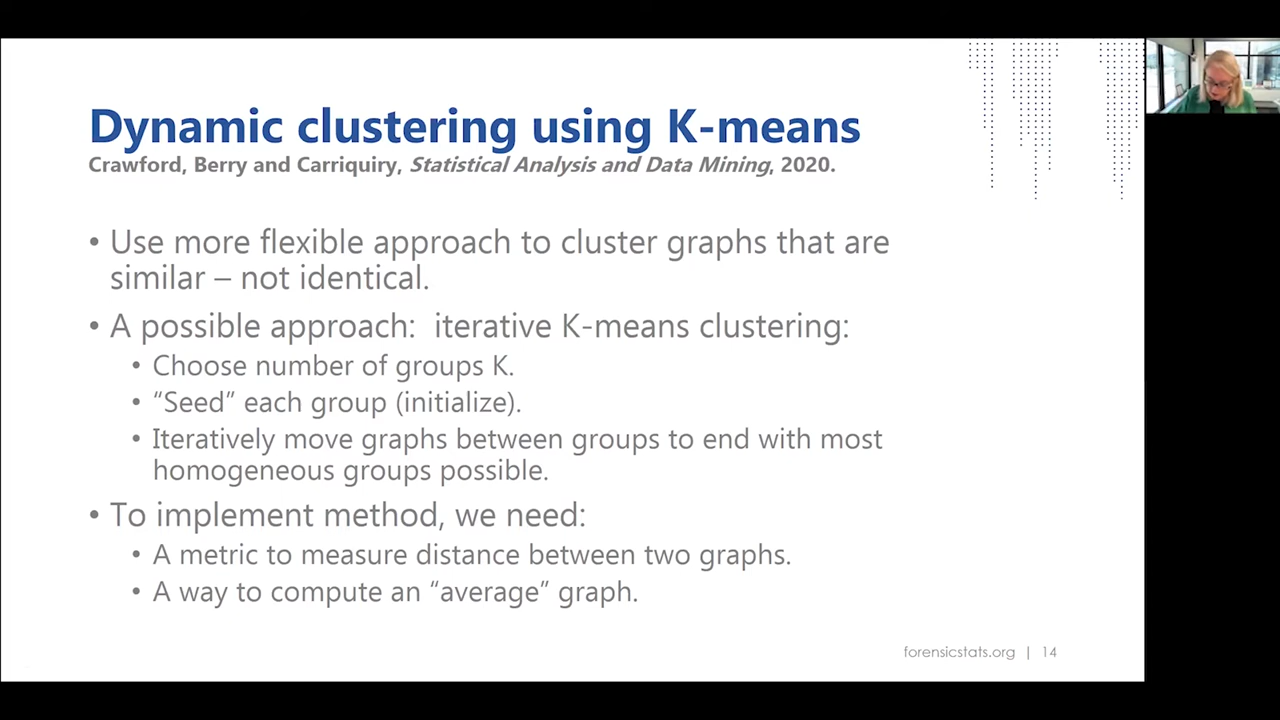 Dynamic clustering using K-means
Crawford, Berry and Carriquiry, Statistical Analysis and Data Mining, 2020.
• Use more flexible approach to cluster graphs that are
similar – not identical.
• A possible approach:  iterative K-means clustering:
• Choose number of groups K.
• “Seed” each group (initialize).
• Iteratively move graphs between groups to end with most
homogeneous groups possible.
• To implement method, we need:
• A metric to measure distance between two graphs.
• A way to compute an “average” graph.
forensicstats.org | 14